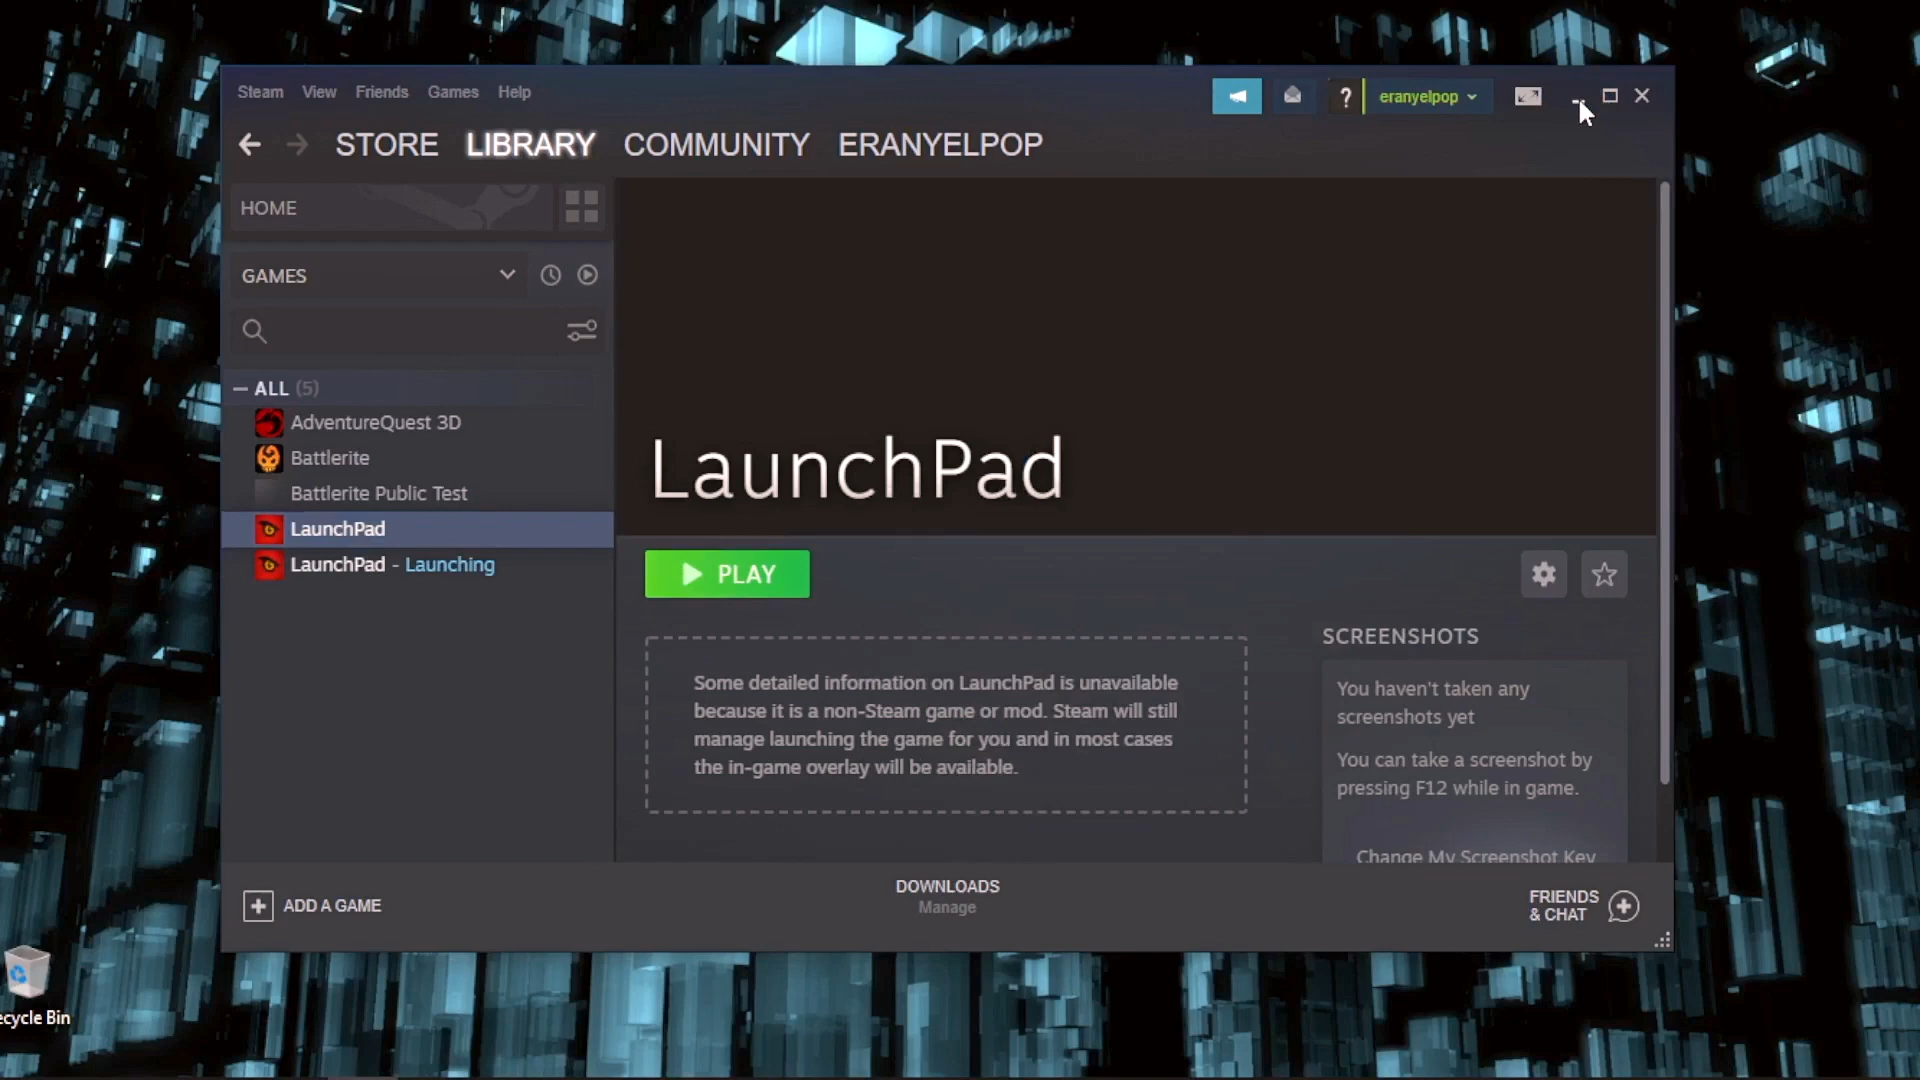 Steam View Friends Games Help
? eranyelpop
STORE LIBRARY COMMUNITY ERANYELPOP
HOME
GAMES
ALL (5)
AdventureQuest 3D
Battlerite
Battlerite Public Test
LaunchPad
LaunchPad - Launching
LaunchPad
PLAY
Some detailed information on LaunchPad is unavailable
because it is a non-Steam game or mod. Steam will still
manage launching the game for you and in most cases
the in-game overlay will be available.
SCREENSHOTS
You haven't taken any
screenshots yet
You can take a screenshot by
pressing F12 while in game.
Change My Screenshot Key
ADD A GAME
DOWNLOADS
Manage
FRIENDS
& CHAT
ecycle Bin